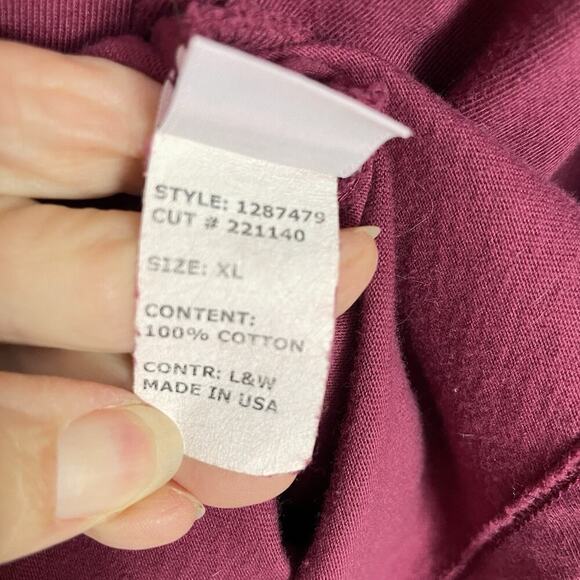 STYLE: 1287479
CUT # 221140
SIZE: XL
CONTENT:
100% COTTON
CONTR: L&W
MADE IN USA